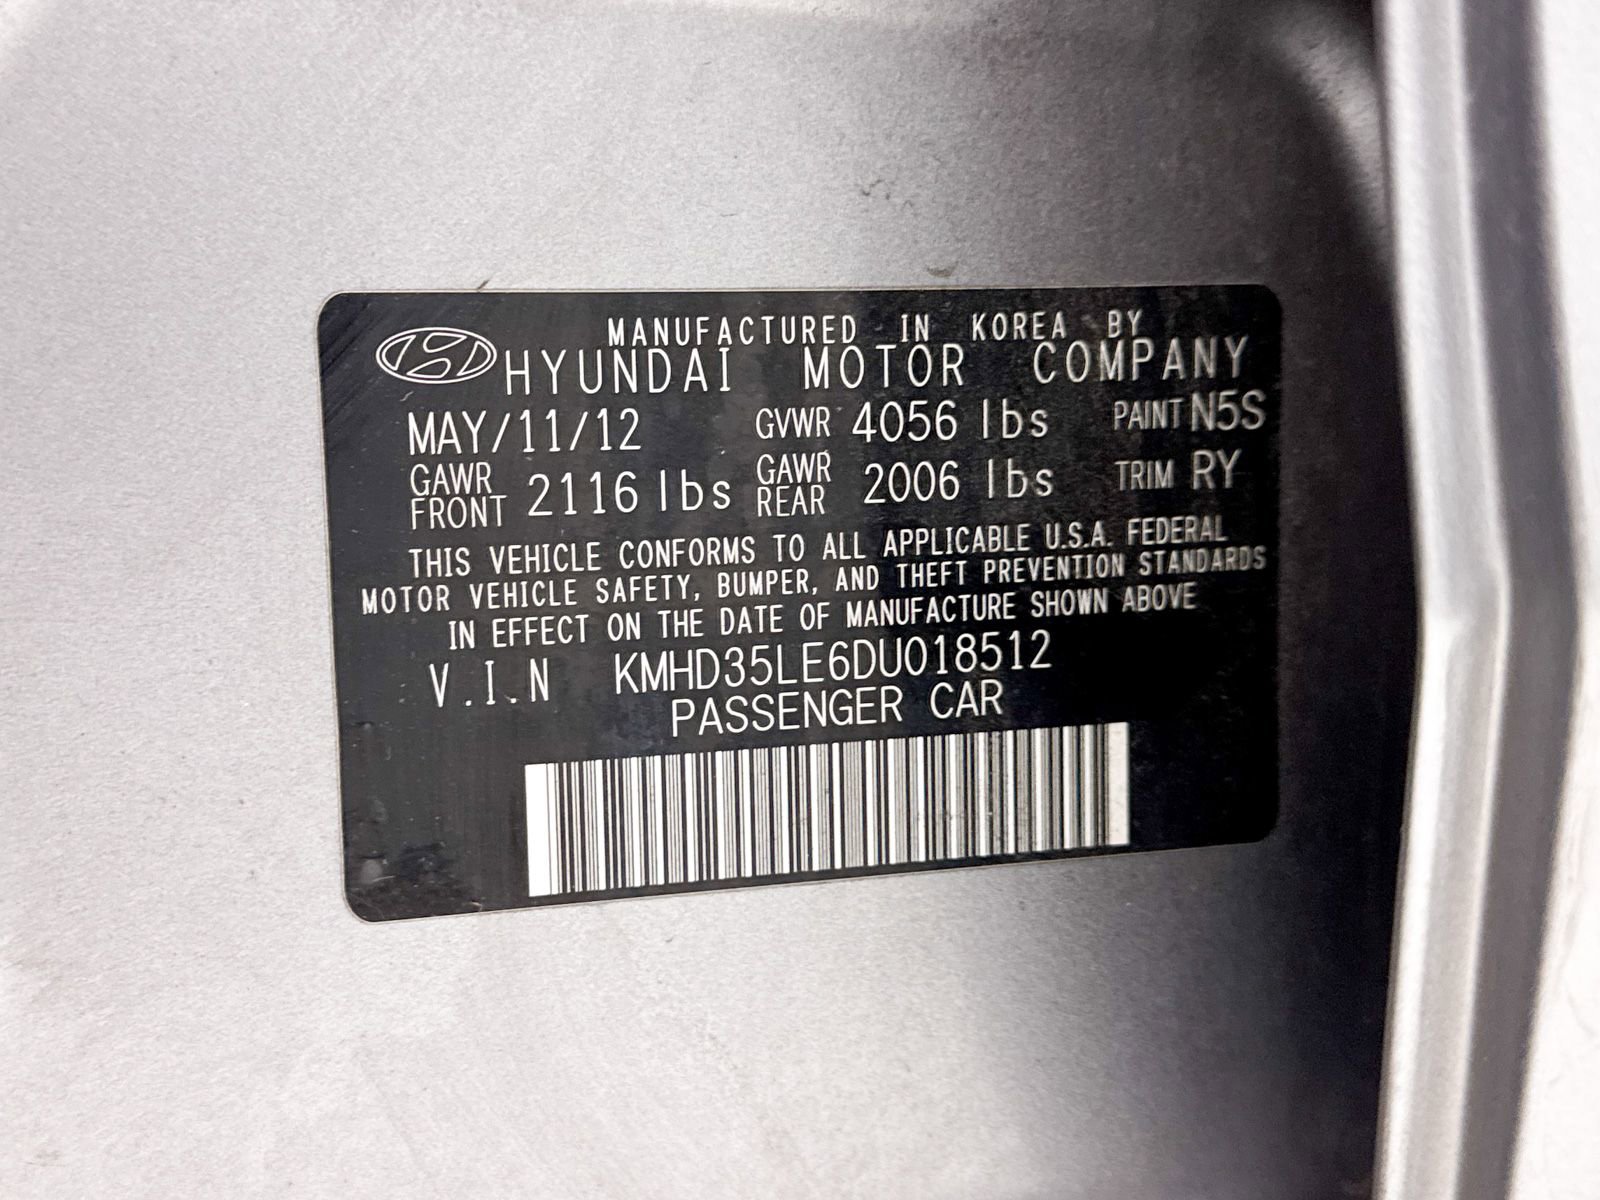 MANUFACTURED IN KOREA BY
HYUNDAI MOTOR COMPANY
MAY/11/12 GVWR 4056 lbs PAINT N5S
GAWR FRONT 2116 lbs GAWR REAR 2006 lbs TRIM RY
THIS VEHICLE CONFORMS TO ALL APPLICABLE U.S.A. FEDERAL
MOTOR VEHICLE SAFETY, BUMPER, AND THEFT PREVENTION STANDARDS
IN EFFECT ON THE DATE OF MANUFACTURE SHOWN ABOVE
V.I.N KMHD35LE6DU018512
PASSENGER CAR